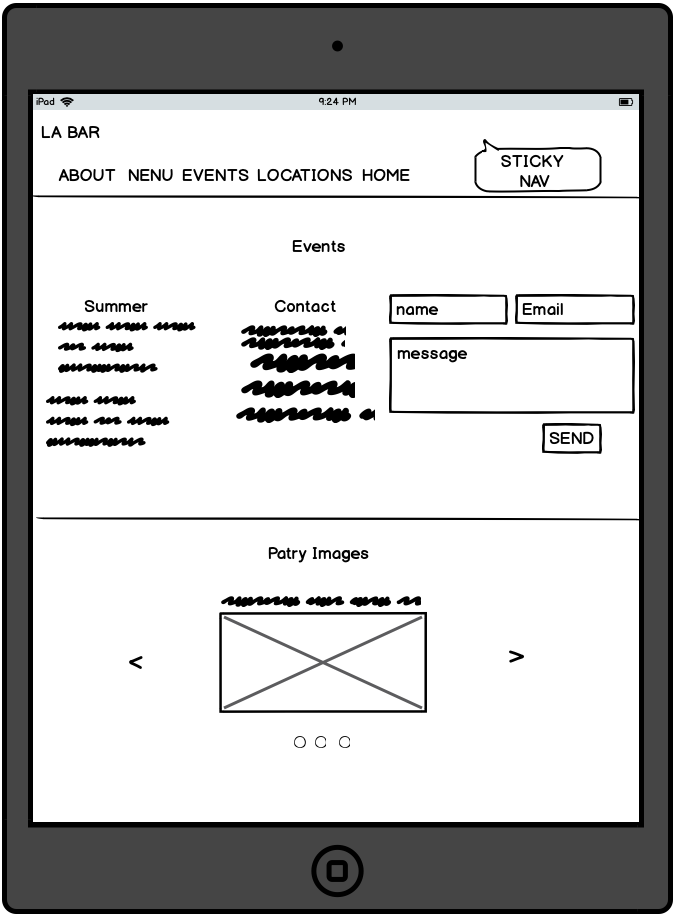 iPad 9:24 PM
LA BAR
STICKY
NAV
ABOUT NENU EVENTS LOCATIONS HOME
Events
Summer
Contact
name
Email
message
SEND
Patry Images
<
>